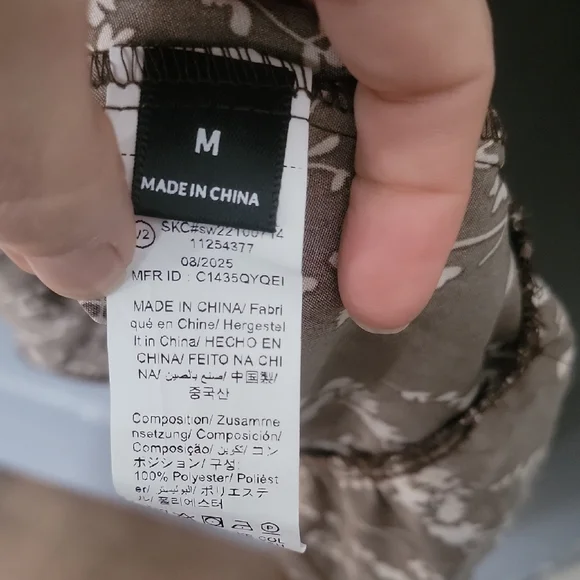 M
MADE IN CHINA
11254377
08/2025
MFR ID : C1435QYQEI
MADE IN CHINA/ Fabri
qué en Chine/ Hergestel
lt in China/ HECHO EN
CHINA/ FEITO NA CHI
NA/ صنع بالصين/ 中国製/
중국산
Composition/ Zusamme
nsetzung/ Composición/
Composição/ تكوين/ コン
ポジション/ 구성:
100% Polyester/ Poliést
er/ البوليستر/ ポリエステ
ル/ 폴리에스터